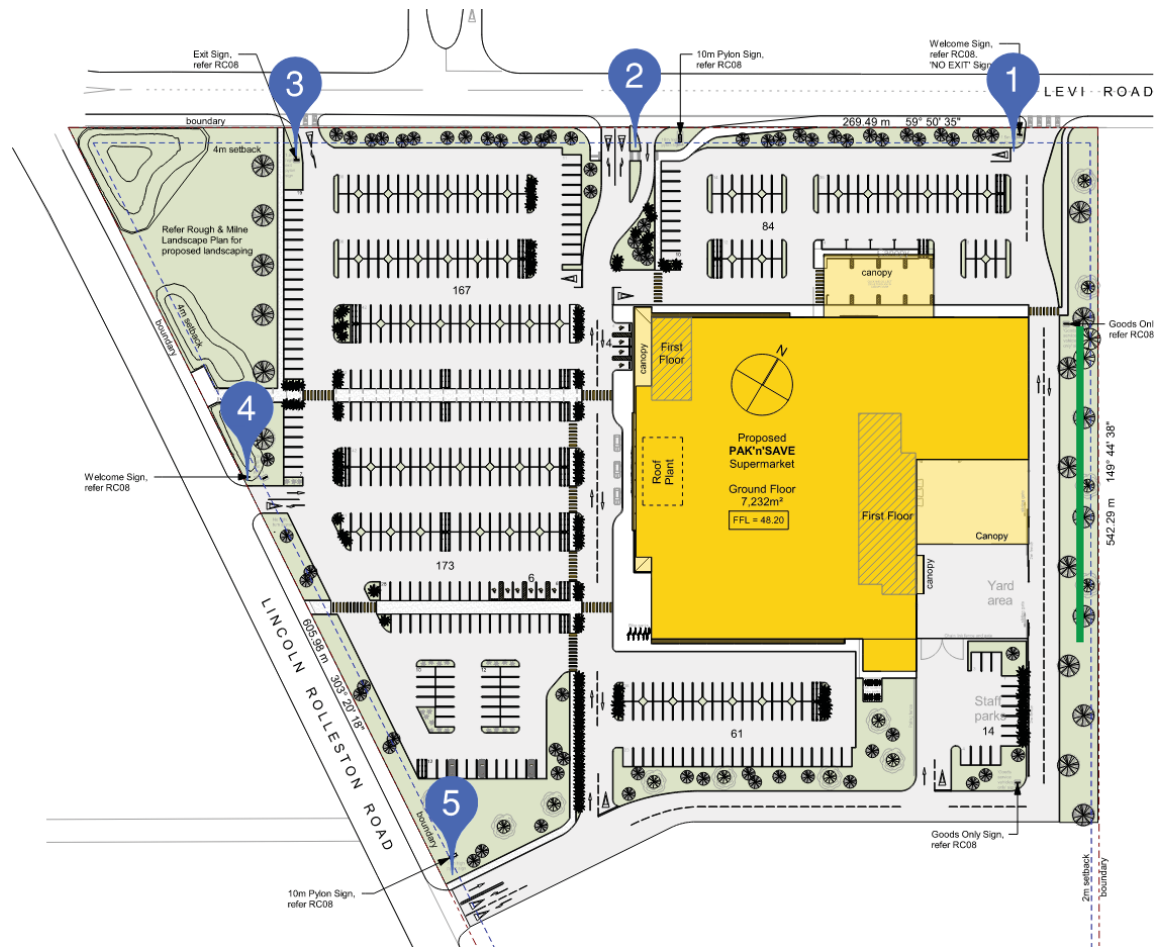 Exit Sign,
refer RC08
3
2
10m Pylon Sign,
refer RC08
Welcome Sign,
refer RC08.
'NO EXIT' Sign
1
LEVI ROAD
boundary
269.49 m 59° 50' 35"
4m setback
Refer Rough & Milne
Landscape Plan for
proposed landscaping
84
167
canopy
4m setback
boundary
Goods Onl
refer RC08
4
canopy
First
Floor
N
4
Proposed
PAK'n'SAVE
Supermarket
Ground Floor
7,232m²
FFL = 48.20
Roof
Plant
First Floor
Canopy
canopy
Yard
area
542.29 m 149° 44' 38"
Welcome Sign,
refer RC08
173
6
LINCOLN ROLLESTON ROAD
605.98 m 303° 20' 18"
61
Staff
parks
14
5
boundary
10m Pylon Sign,
refer RC08
Goods Only Sign,
refer RC08
2m setback
boundary